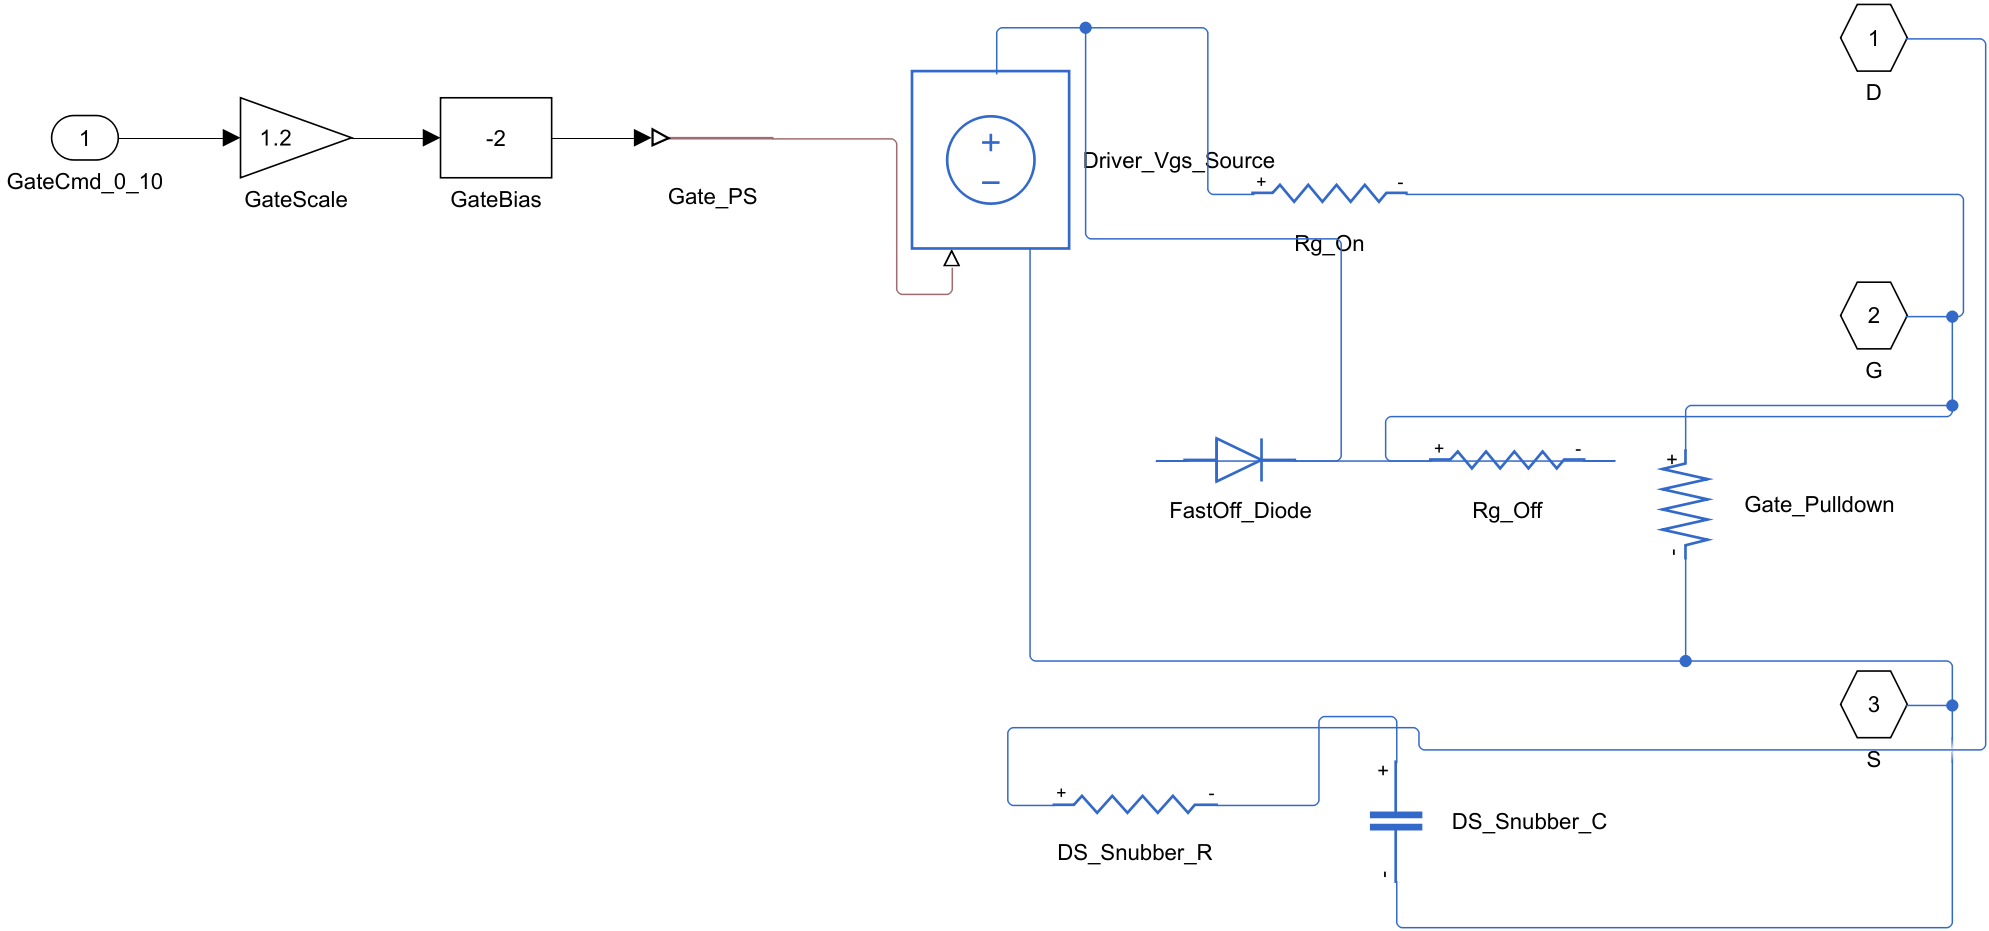 1
D
1
GateCmd_0_10
1.2
GateScale
-2
GateBias
Gate_PS
+
−
Driver_Vgs_Source
+
-
Rg_On
2
G
FastOff_Diode
+
-
Rg_Off
+
-
Gate_Pulldown
3
S
+
-
DS_Snubber_R
+
-
DS_Snubber_C